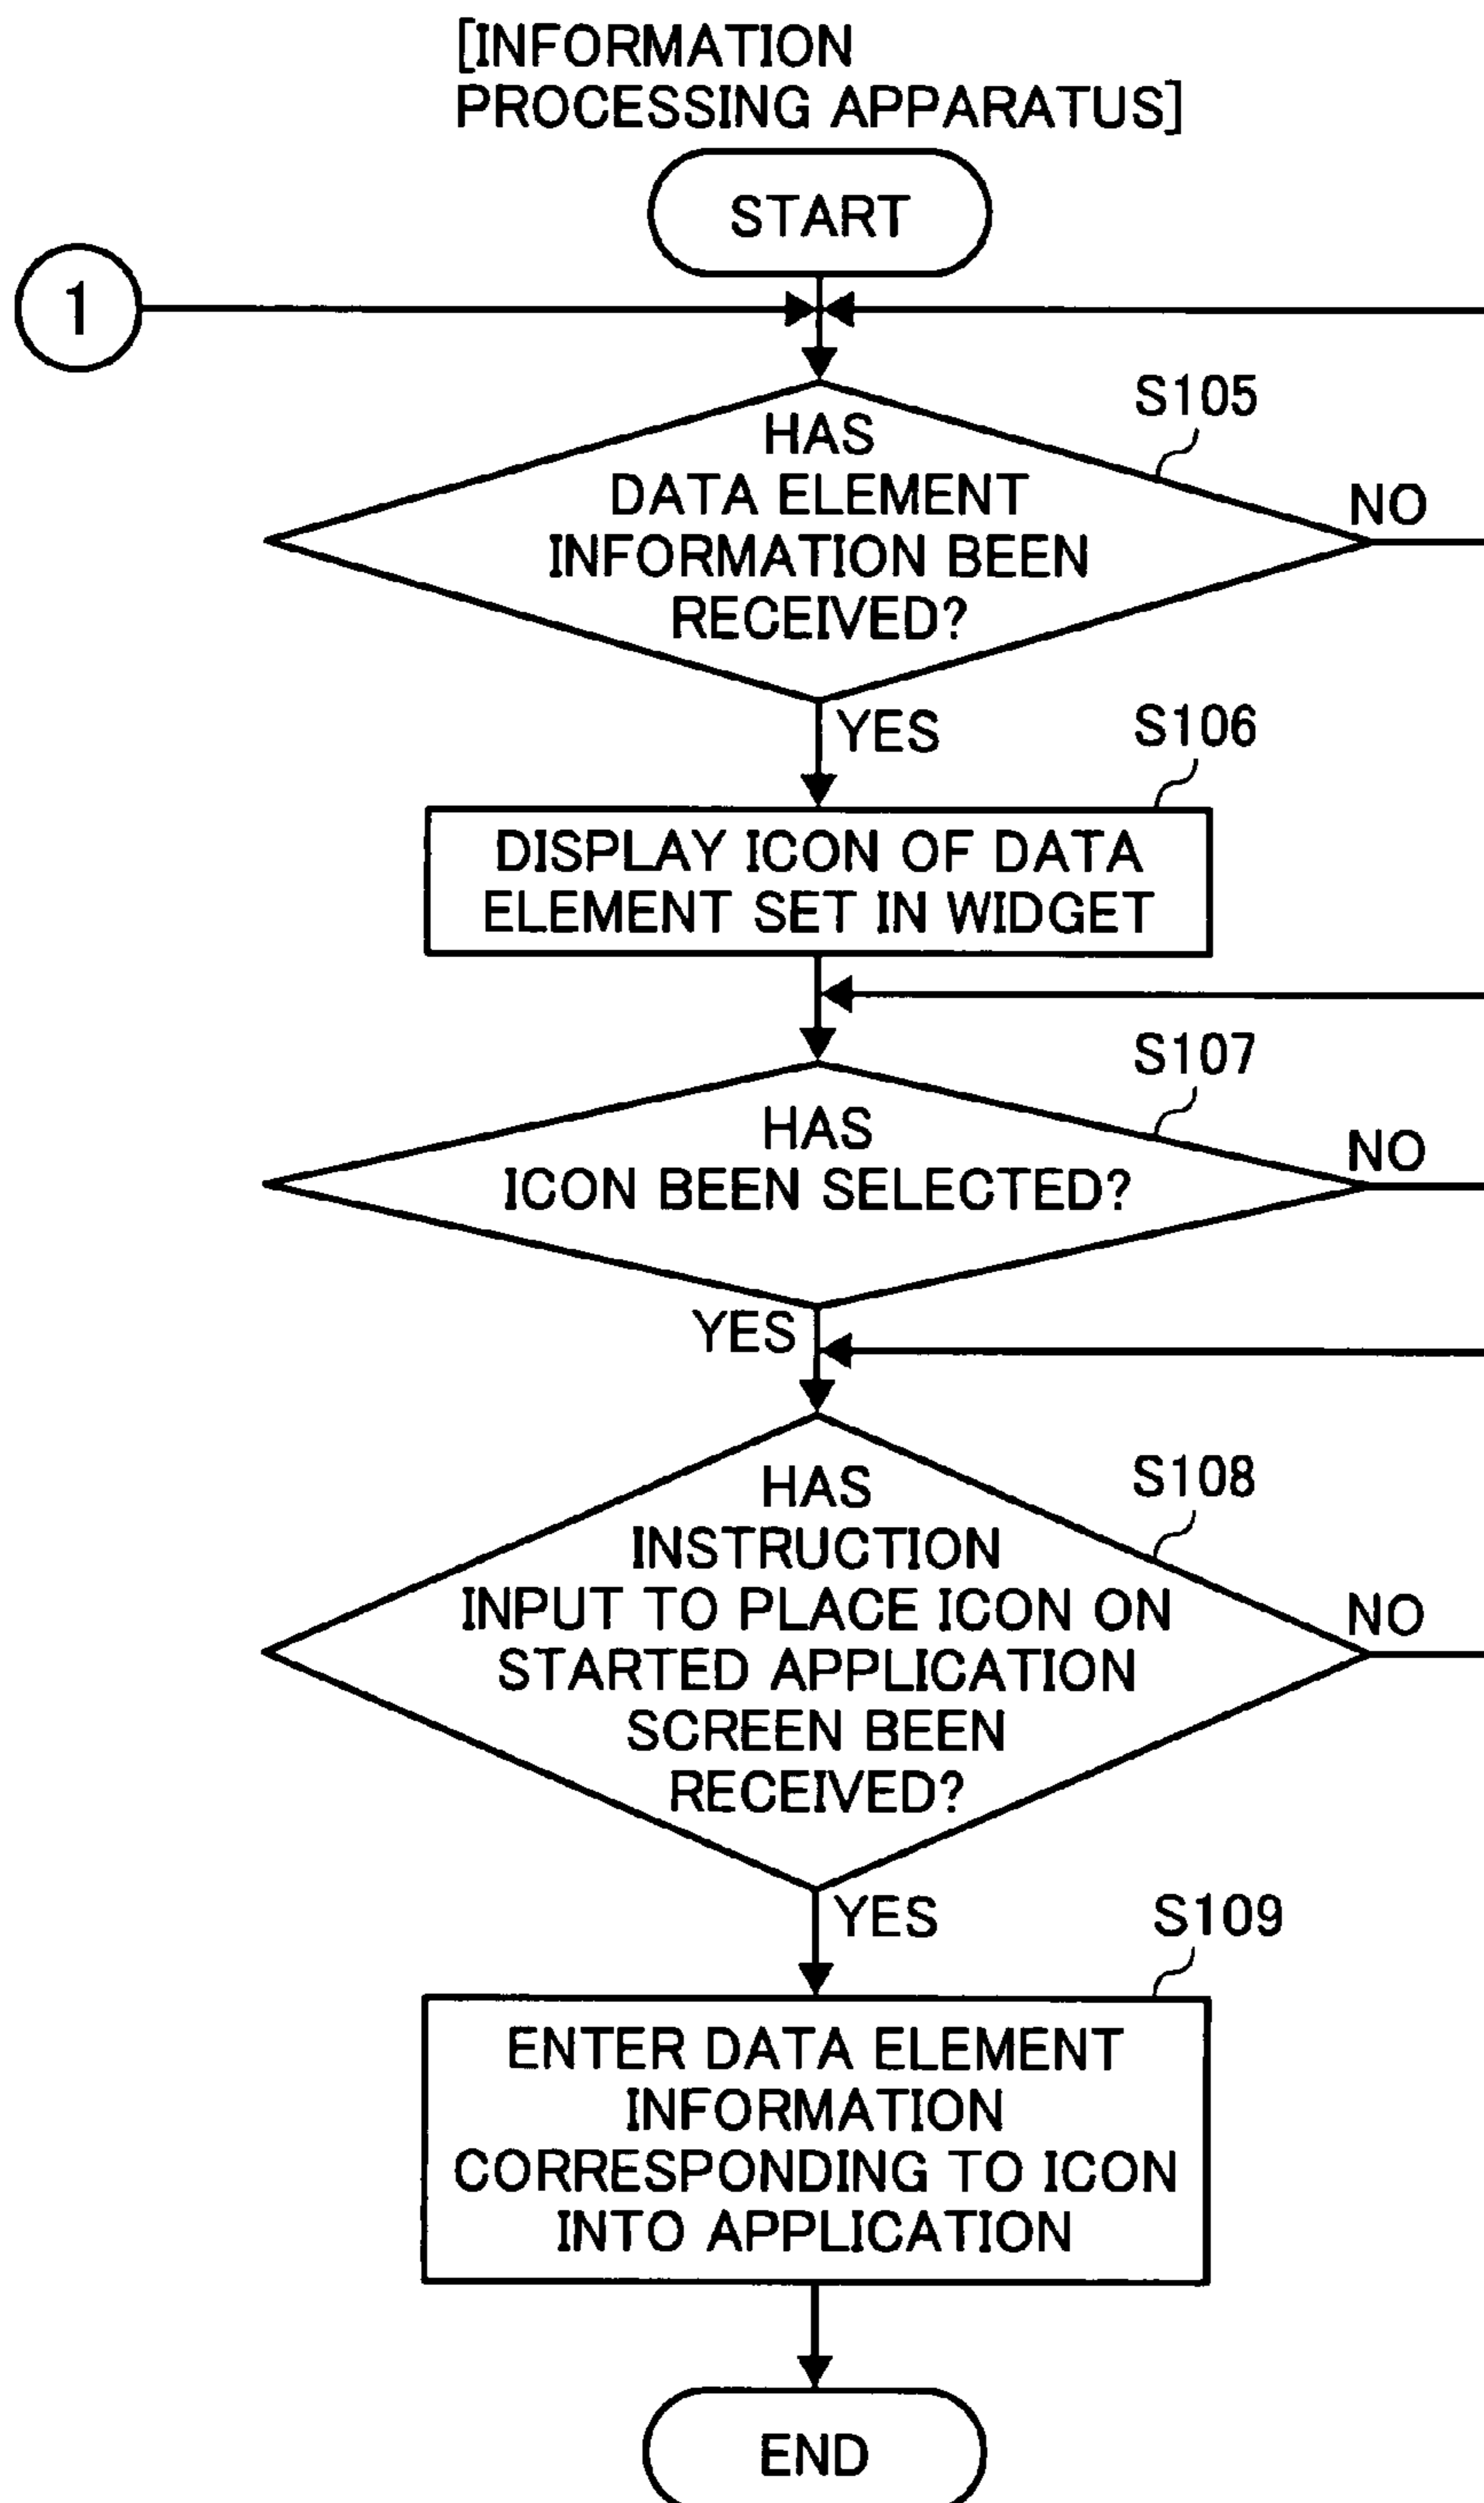 [INFORMATION
PROCESSING APPARATUS]
START
1
S105
HAS
DATA ELEMENT
INFORMATION BEEN
RECEIVED?
NO
YES
S106
DISPLAY ICON OF DATA
ELEMENT SET IN WIDGET
S107
HAS
ICON BEEN SELECTED?
NO
YES
S108
HAS
INSTRUCTION
INPUT TO PLACE ICON ON
STARTED APPLICATION
SCREEN BEEN
RECEIVED?
NO
YES
S109
ENTER DATA ELEMENT
INFORMATION
CORRESPONDING TO ICON
INTO APPLICATION
END